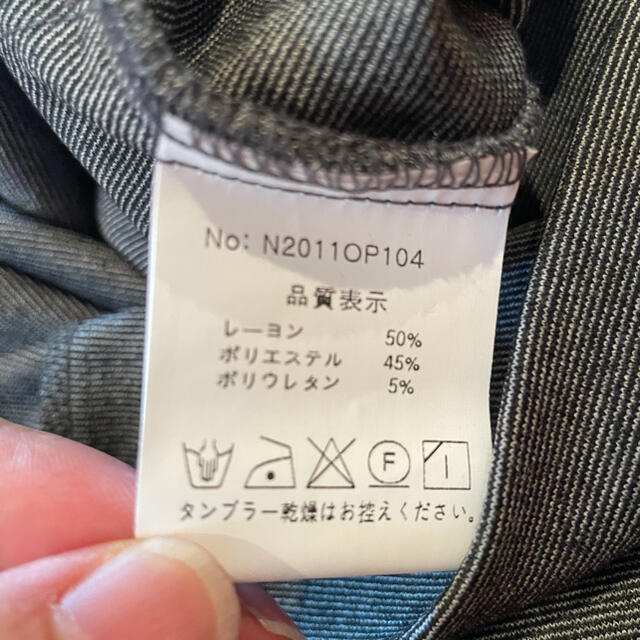 No: N2011OP104
品質表示
レーヨン 50%
ポリエステル 45%
ポリウレタン 5%
F
タンブラー乾燥はお控えください。